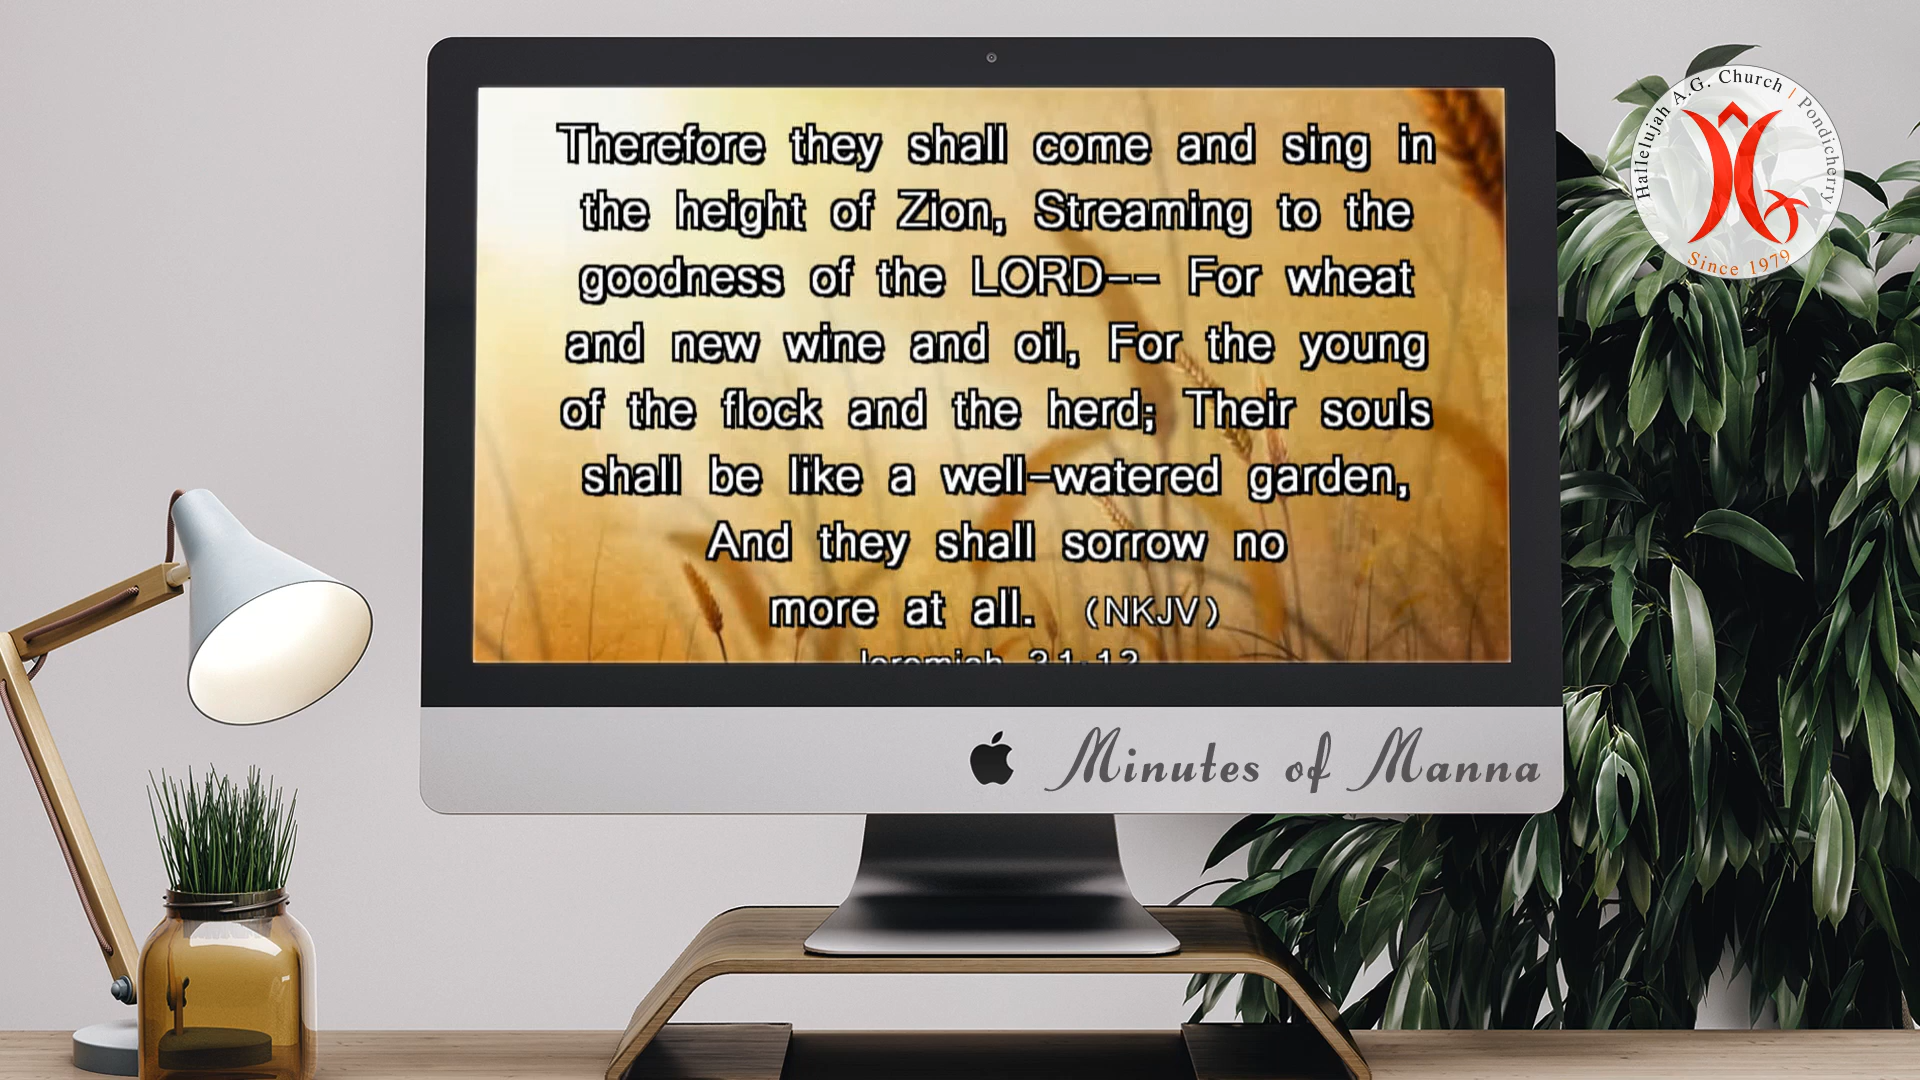 Therefore they shall come and sing in
the height of Zion, Streaming to the
goodness of the LORD-- For wheat
and new wine and oil, For the young
of the flock and the herd; Their souls
shall be like a well-watered garden,
And they shall sorrow no
more at all. (NKJV)
Jeremiah 31:12
Minutes of Manna
Hallelujah A.G. Church | Pondicherry
Since 1979